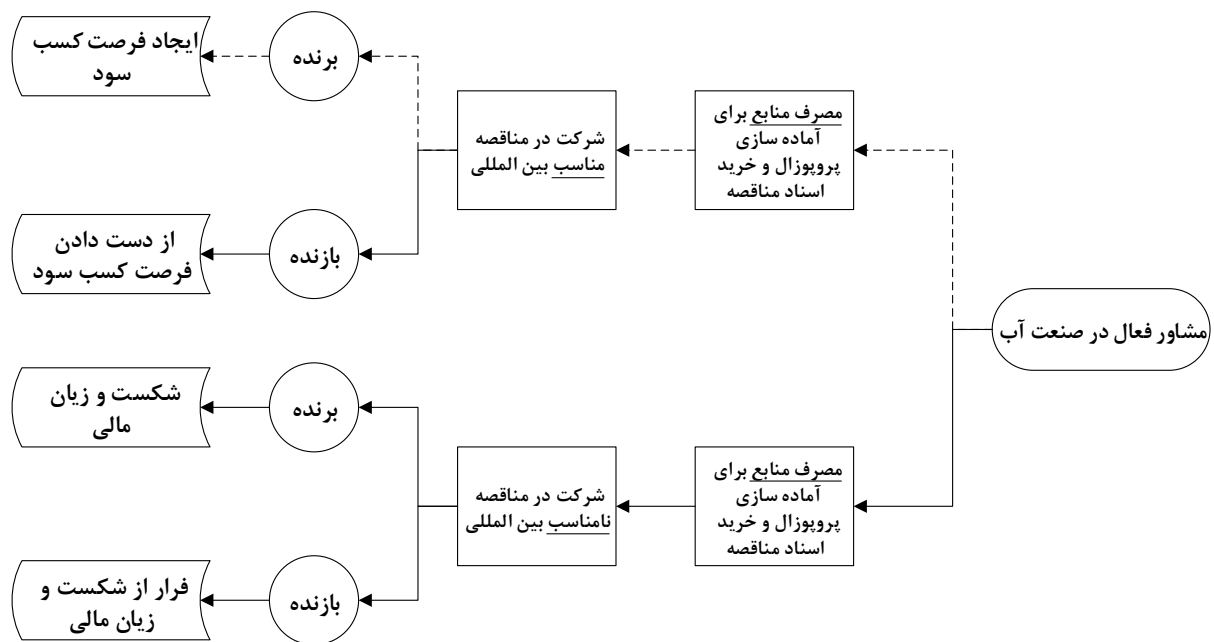 مشاور فعال در صنعت آب
مصرف منابع برای
آماده سازی
پروپوزال و خرید
اسناد مناقصه
شرکت در مناقصه
مناسب بین المللی
برنده
ایجاد فرصت کسب
سود
بازنده
از دست دادن
فرصت کسب سود
مصرف منابع برای
آماده سازی
پروپوزال و خرید
اسناد مناقصه
شرکت در مناقصه
نامناسب بین المللی
برنده
شکست و زیان
مالی
بازنده
فرار از شکست و
زیان مالی